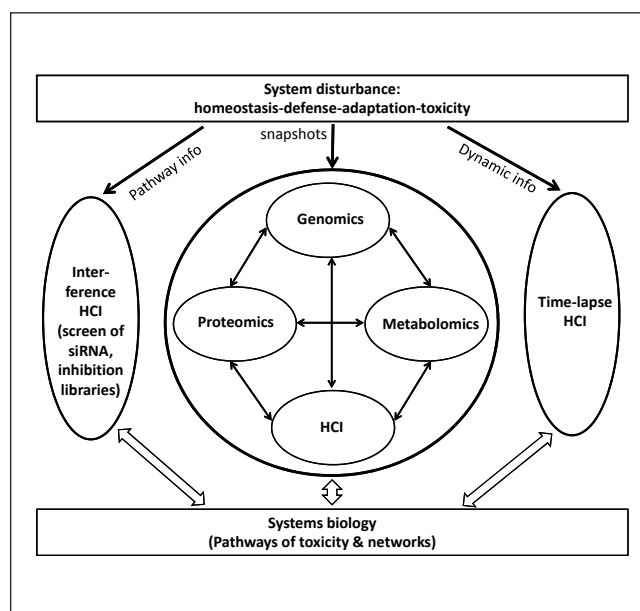 System disturbance:
homeostasis-defense-adaptation-toxicity
Pathway info
snapshots
Dynamic info
Inter-
ference
HCI
(screen of
siRNA,
inhibition
libraries)
Genomics
Proteomics
Metabolomics
HCI
Time-lapse
HCI
Systems biology
(Pathways of toxicity & networks)